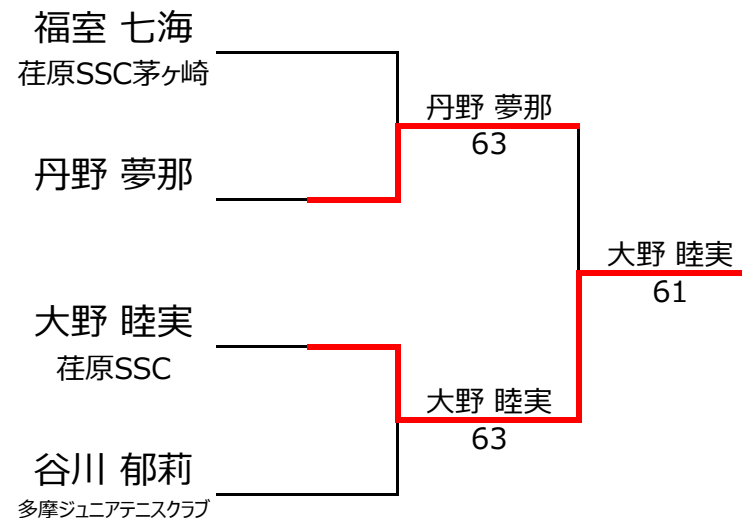 福室 七海
荏原SSC茅ヶ崎
丹野 夢那
63
丹野 夢那
大野 睦実
61
大野 睦実
荏原SSC
大野 睦実
63
谷川 郁莉
多摩ジュニアテニスクラブ